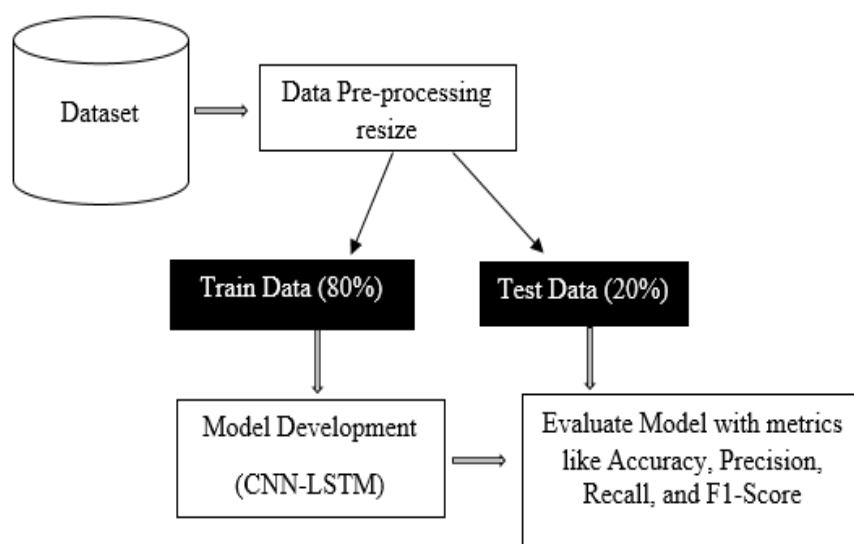 Dataset
Data Pre-processing
resize
Train Data (80%)
Test Data (20%)
Model Development
(CNN-LSTM)
Evaluate Model with metrics
like Accuracy, Precision,
Recall, and F1-Score